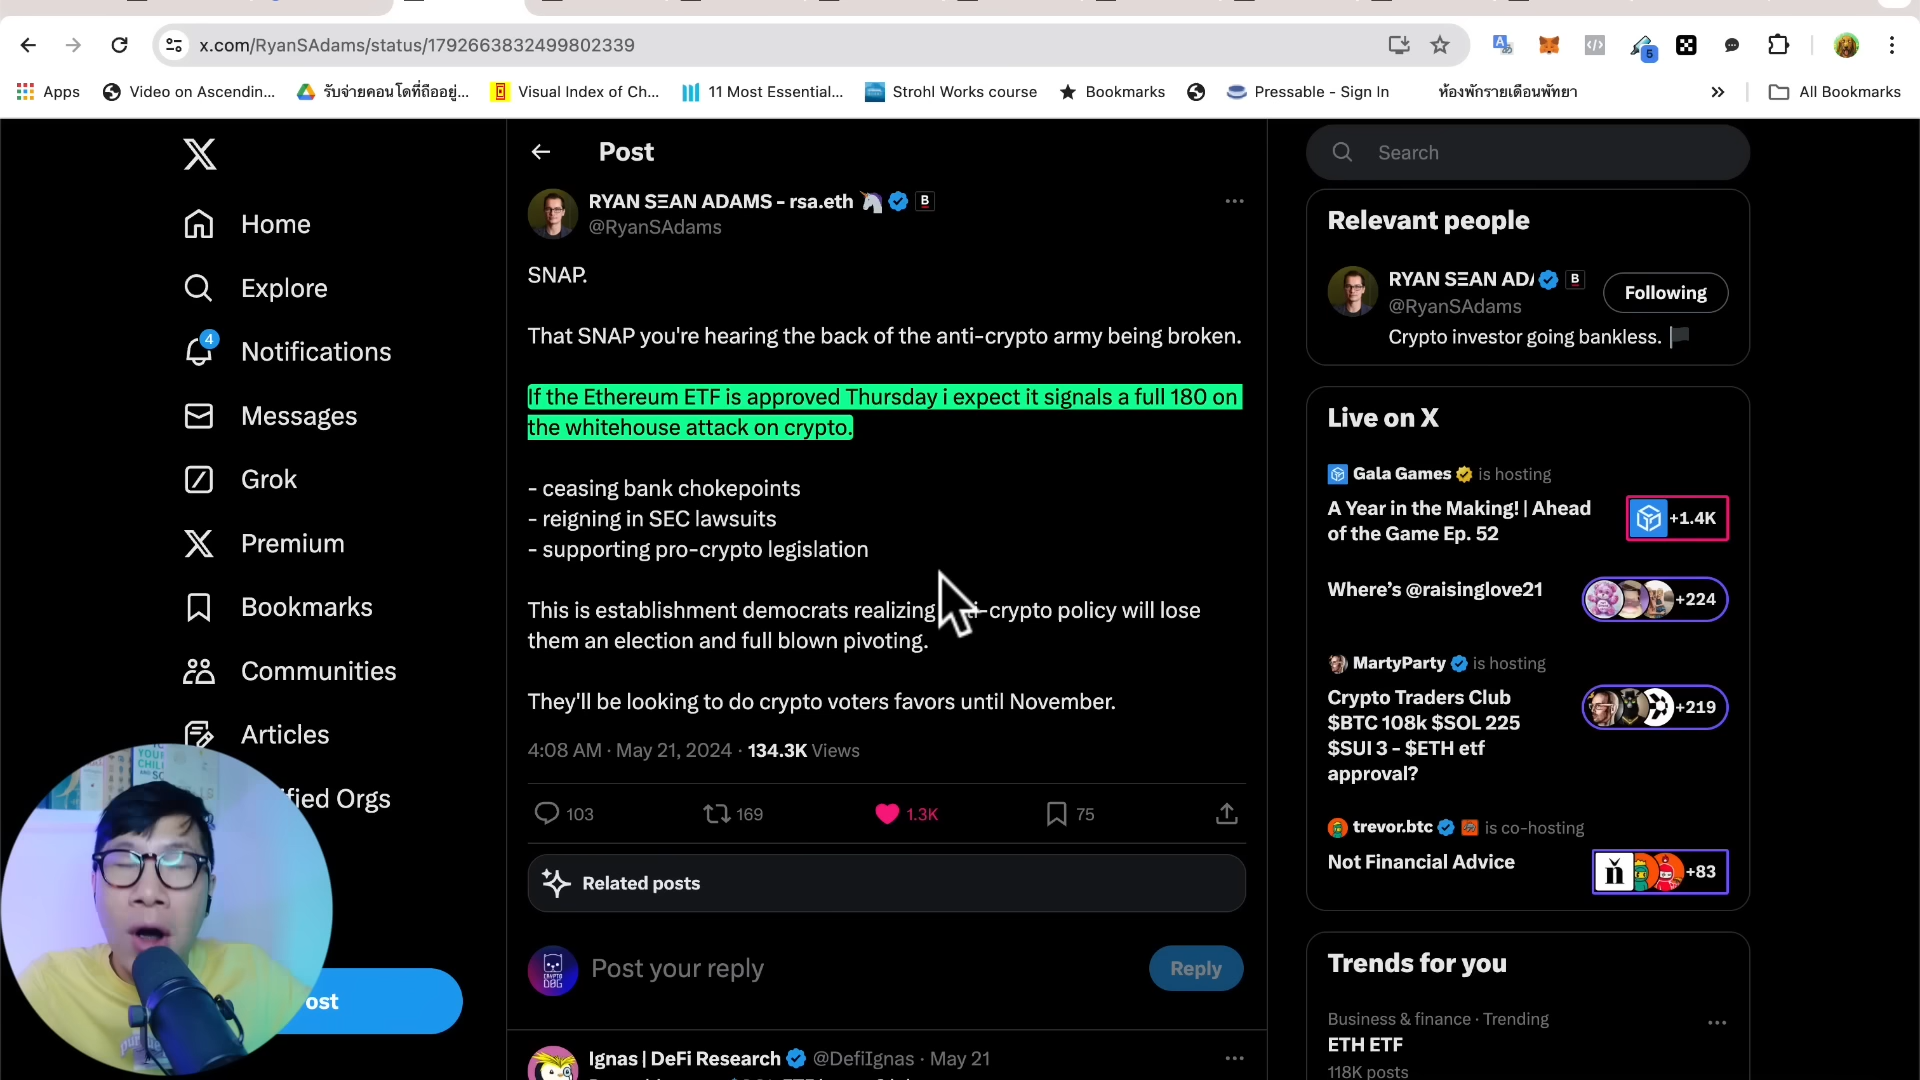 x.com/RyanSAdams/status/1792663832499802339
5
Apps
Video on Ascendin...
รับจ่ายคอนโดที่ถืออยู่...
Visual Index of Ch...
11 Most Essential...
Strohl Works course
Bookmarks
Pressable - Sign In
ห้องพักรายเดือนพัทยา
»
All Bookmarks
Home
Explore
4
Notifications
Messages
Grok
Premium
Bookmarks
Communities
Articles
fied Orgs
ost
Post
RYAN SΞAN ADAMS - rsa.eth 🦄 B
@RyanSAdams
SNAP.
That SNAP you're hearing the back of the anti-crypto army being broken.
If the Ethereum ETF is approved Thursday i expect it signals a full 180 on
the whitehouse attack on crypto.
- ceasing bank chokepoints
- reigning in SEC lawsuits
- supporting pro-crypto legislation
This is establishment democrats realizing -crypto policy will lose
them an election and full blown pivoting.
They'll be looking to do crypto voters favors until November.
4:08 AM · May 21, 2024 · 134.3K Views
103
169
1.3K
75
Related posts
CRYPTO
DOG
Post your reply
Reply
Ignas | DeFi Research @DefiIgnas · May 21
Search
Relevant people
RYAN SΞAN ADA B
@RyanSAdams
Following
Crypto investor going bankless. 🏴
Live on X
Gala Games is hosting
A Year in the Making! | Ahead
of the Game Ep. 52
+1.4K
Where's @raisinglove21
+224
MartyParty is hosting
Crypto Traders Club
$BTC 108k $SOL 225
$SUI 3 - $ETH etf
approval?
+219
trevor.btc is co-hosting
Not Financial Advice
+83
Trends for you
Business & finance · Trending
ETH ETF
118K posts